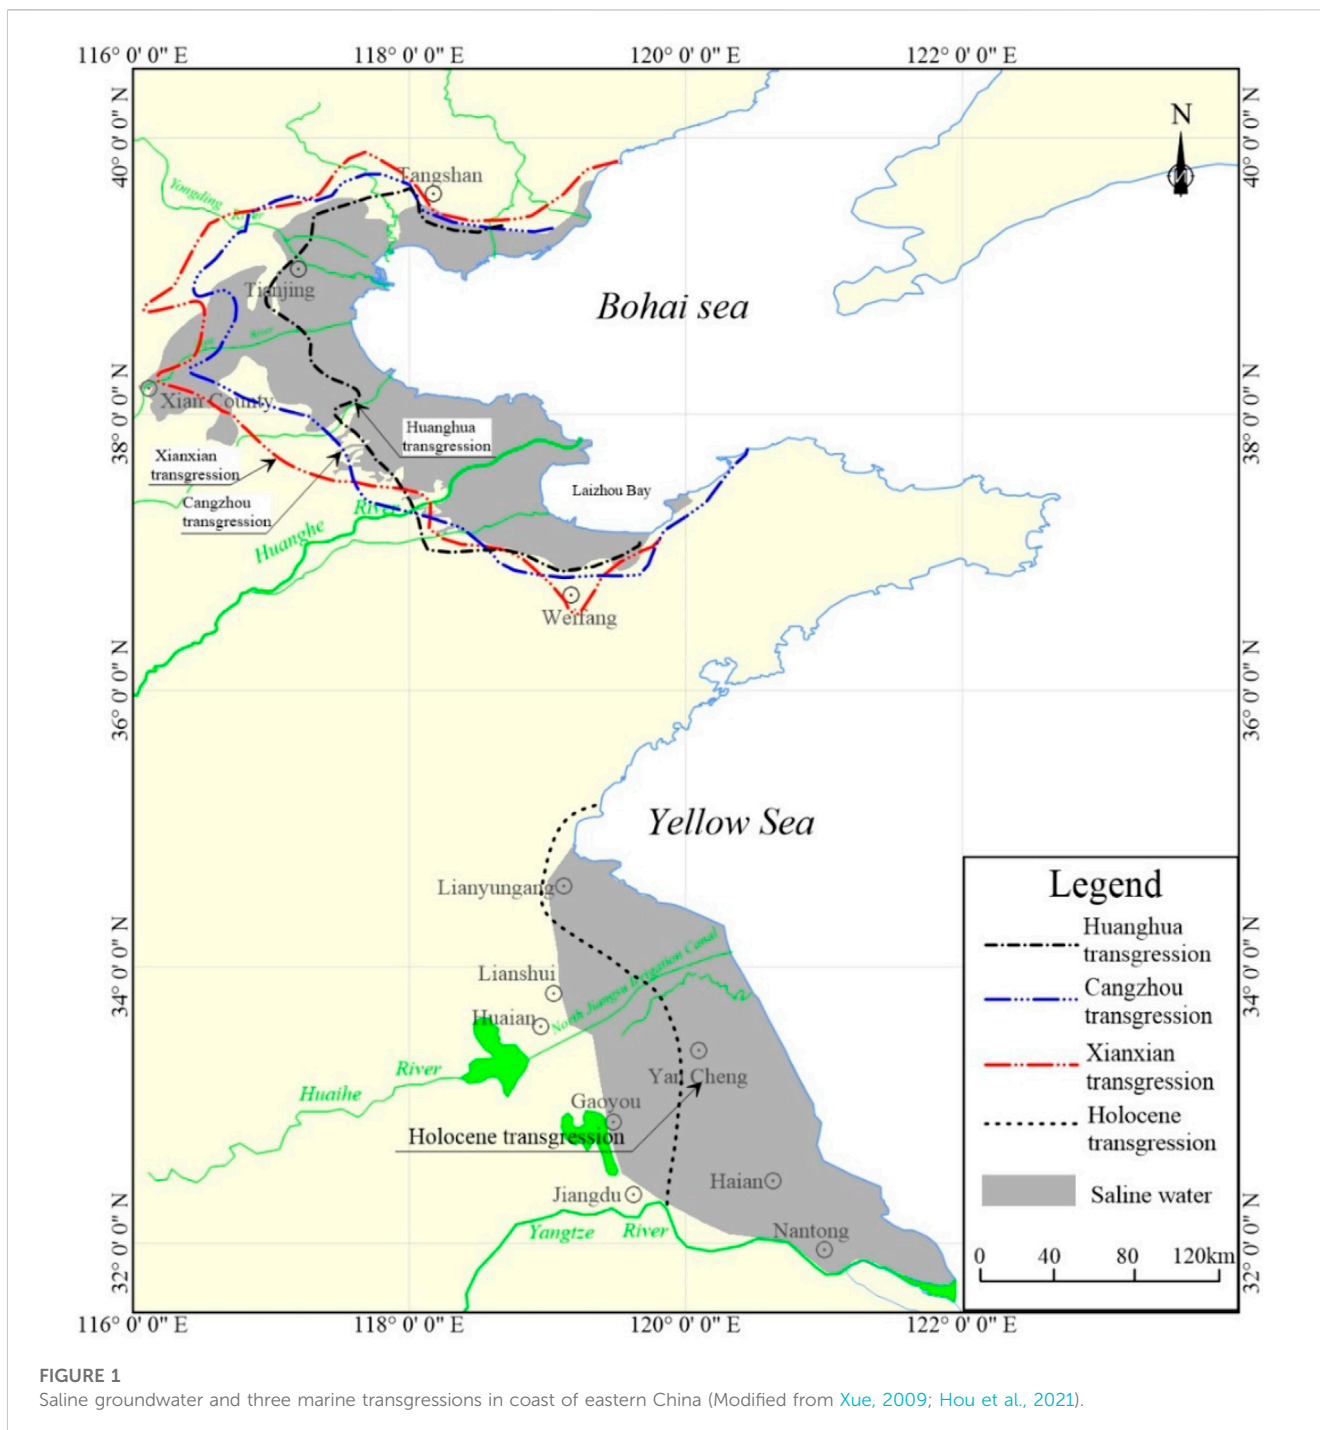 116° 0' 0" E
118° 0' 0" E
120° 0' 0" E
122° 0' 0" E
40° 0' 0" N
40° 0' 0" N
N
Tangshan
Yongding River
Tianjing
Bohai sea
River
38° 0' 0" N
38° 0' 0" N
Xian County
Huanghua
transgression
Xianxian
transgression
Cangzhou
transgression
Laizhou Bay
Huanghe River
Weifang
36° 0' 0" N
36° 0' 0" N
Yellow Sea
Lianyungang
34° 0' 0" N
34° 0' 0" N
Lianshui
North Jiangsu Irrigation Canal
Huaian
Huaihe River
Yan Cheng
Gaoyou
Holocene transgression
Haian
Jiangdu
Yangtze River
Nantong
32° 0' 0" N
32° 0' 0" N
Legend
Huanghua
transgression
Cangzhou
transgression
Xianxian
transgression
Holocene
transgression
Saline water
0 40 80 120km
116° 0' 0" E
118° 0' 0" E
120° 0' 0" E
122° 0' 0" E
FIGURE 1
Saline groundwater and three marine transgressions in coast of eastern China (Modified from Xue, 2009; Hou et al., 2021).